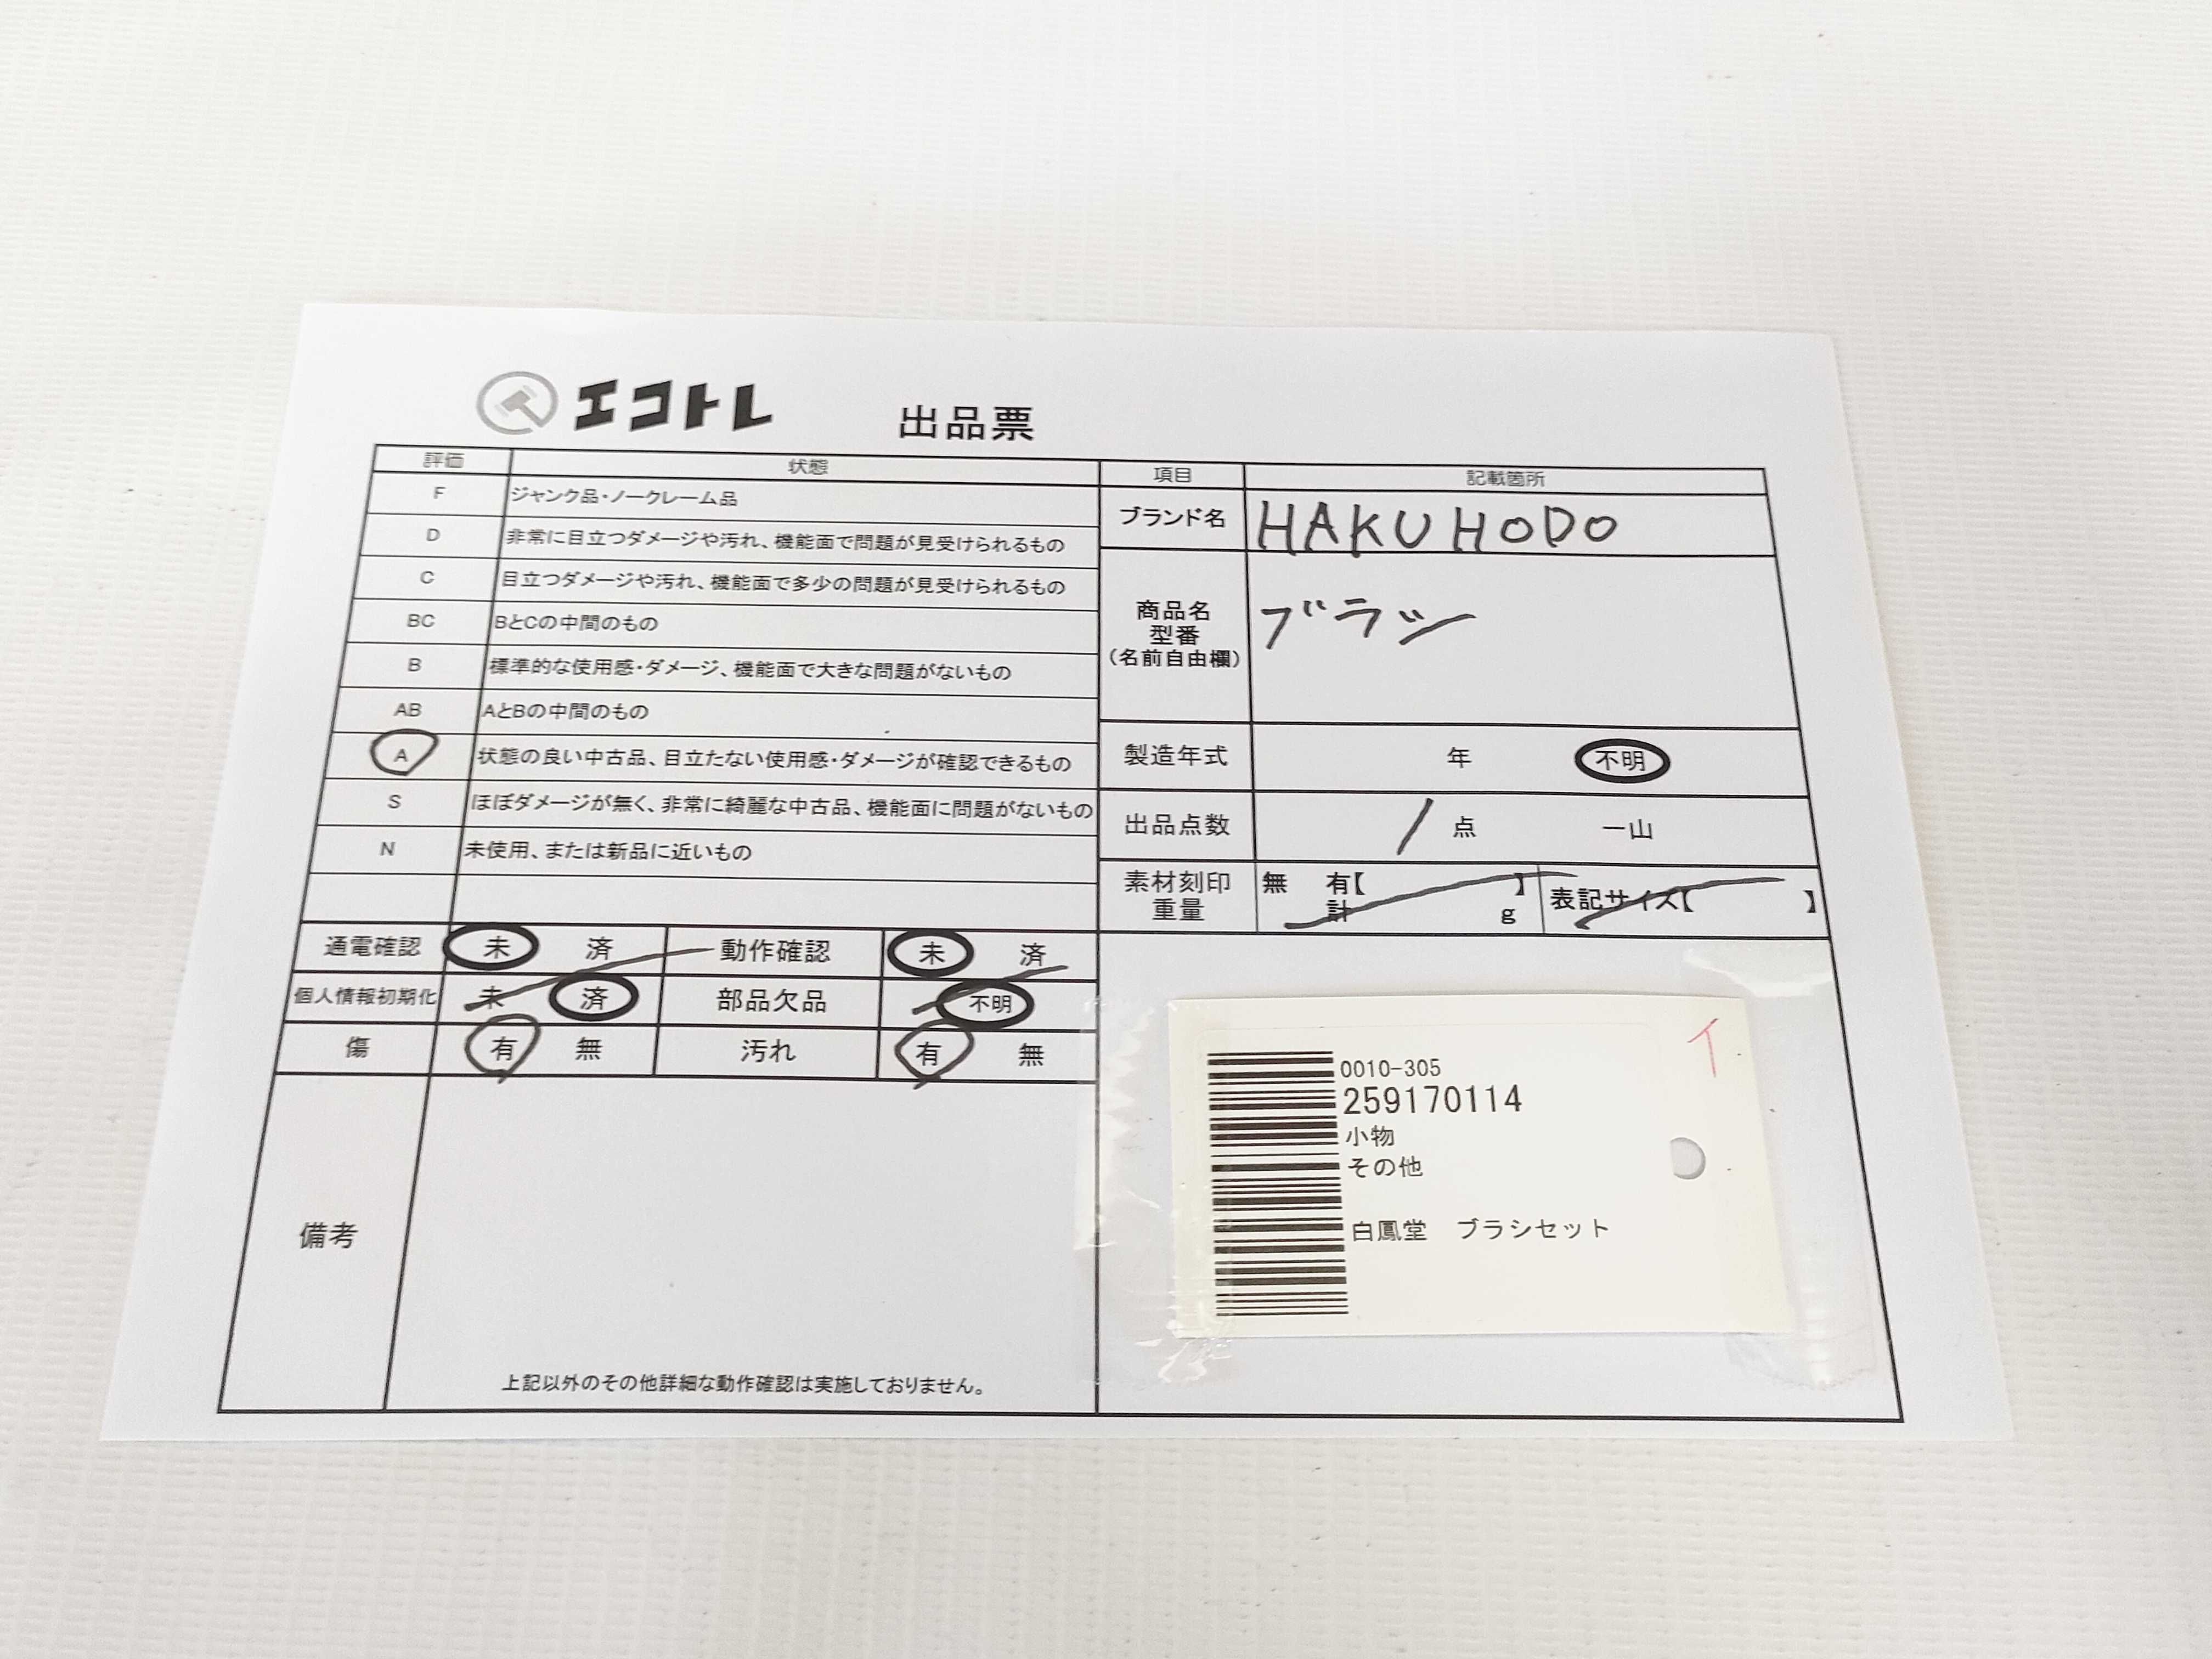 エコトレ 出品票
評価 状態
F ジャンク品・ノークレーム品
D 非常に目立つダメージや汚れ、機能面で問題が見受けられるもの
C 目立つダメージや汚れ、機能面で多少の問題が見受けられるもの
BC BとCの中間のもの
B 標準的な使用感・ダメージ、機能面で大きな問題がないもの
AB AとBの中間のもの
A 状態の良い中古品、目立たない使用感・ダメージが確認できるもの
S ほぼダメージが無く、非常に綺麗な中古品、機能面に問題がないもの
N 未使用、または新品に近いもの
通電確認 未 済 動作確認 未 済
個人情報初期化 未 済 部品欠品 不明
傷 有 無 汚れ 有 無
備考
上記以外のその他詳細な動作確認は実施しておりません。
項目 記載箇所
ブランド名 HAKUHODO
商品名
型番
(名前自由欄)
ブラシ
製造年式 年 不明
出品点数 1 点 一山
素材刻印 無 有【 】 表記サイズ【 】
重量 計 g
イ
0010-305
259170114
小物
その他
白鳳堂 ブラシセット